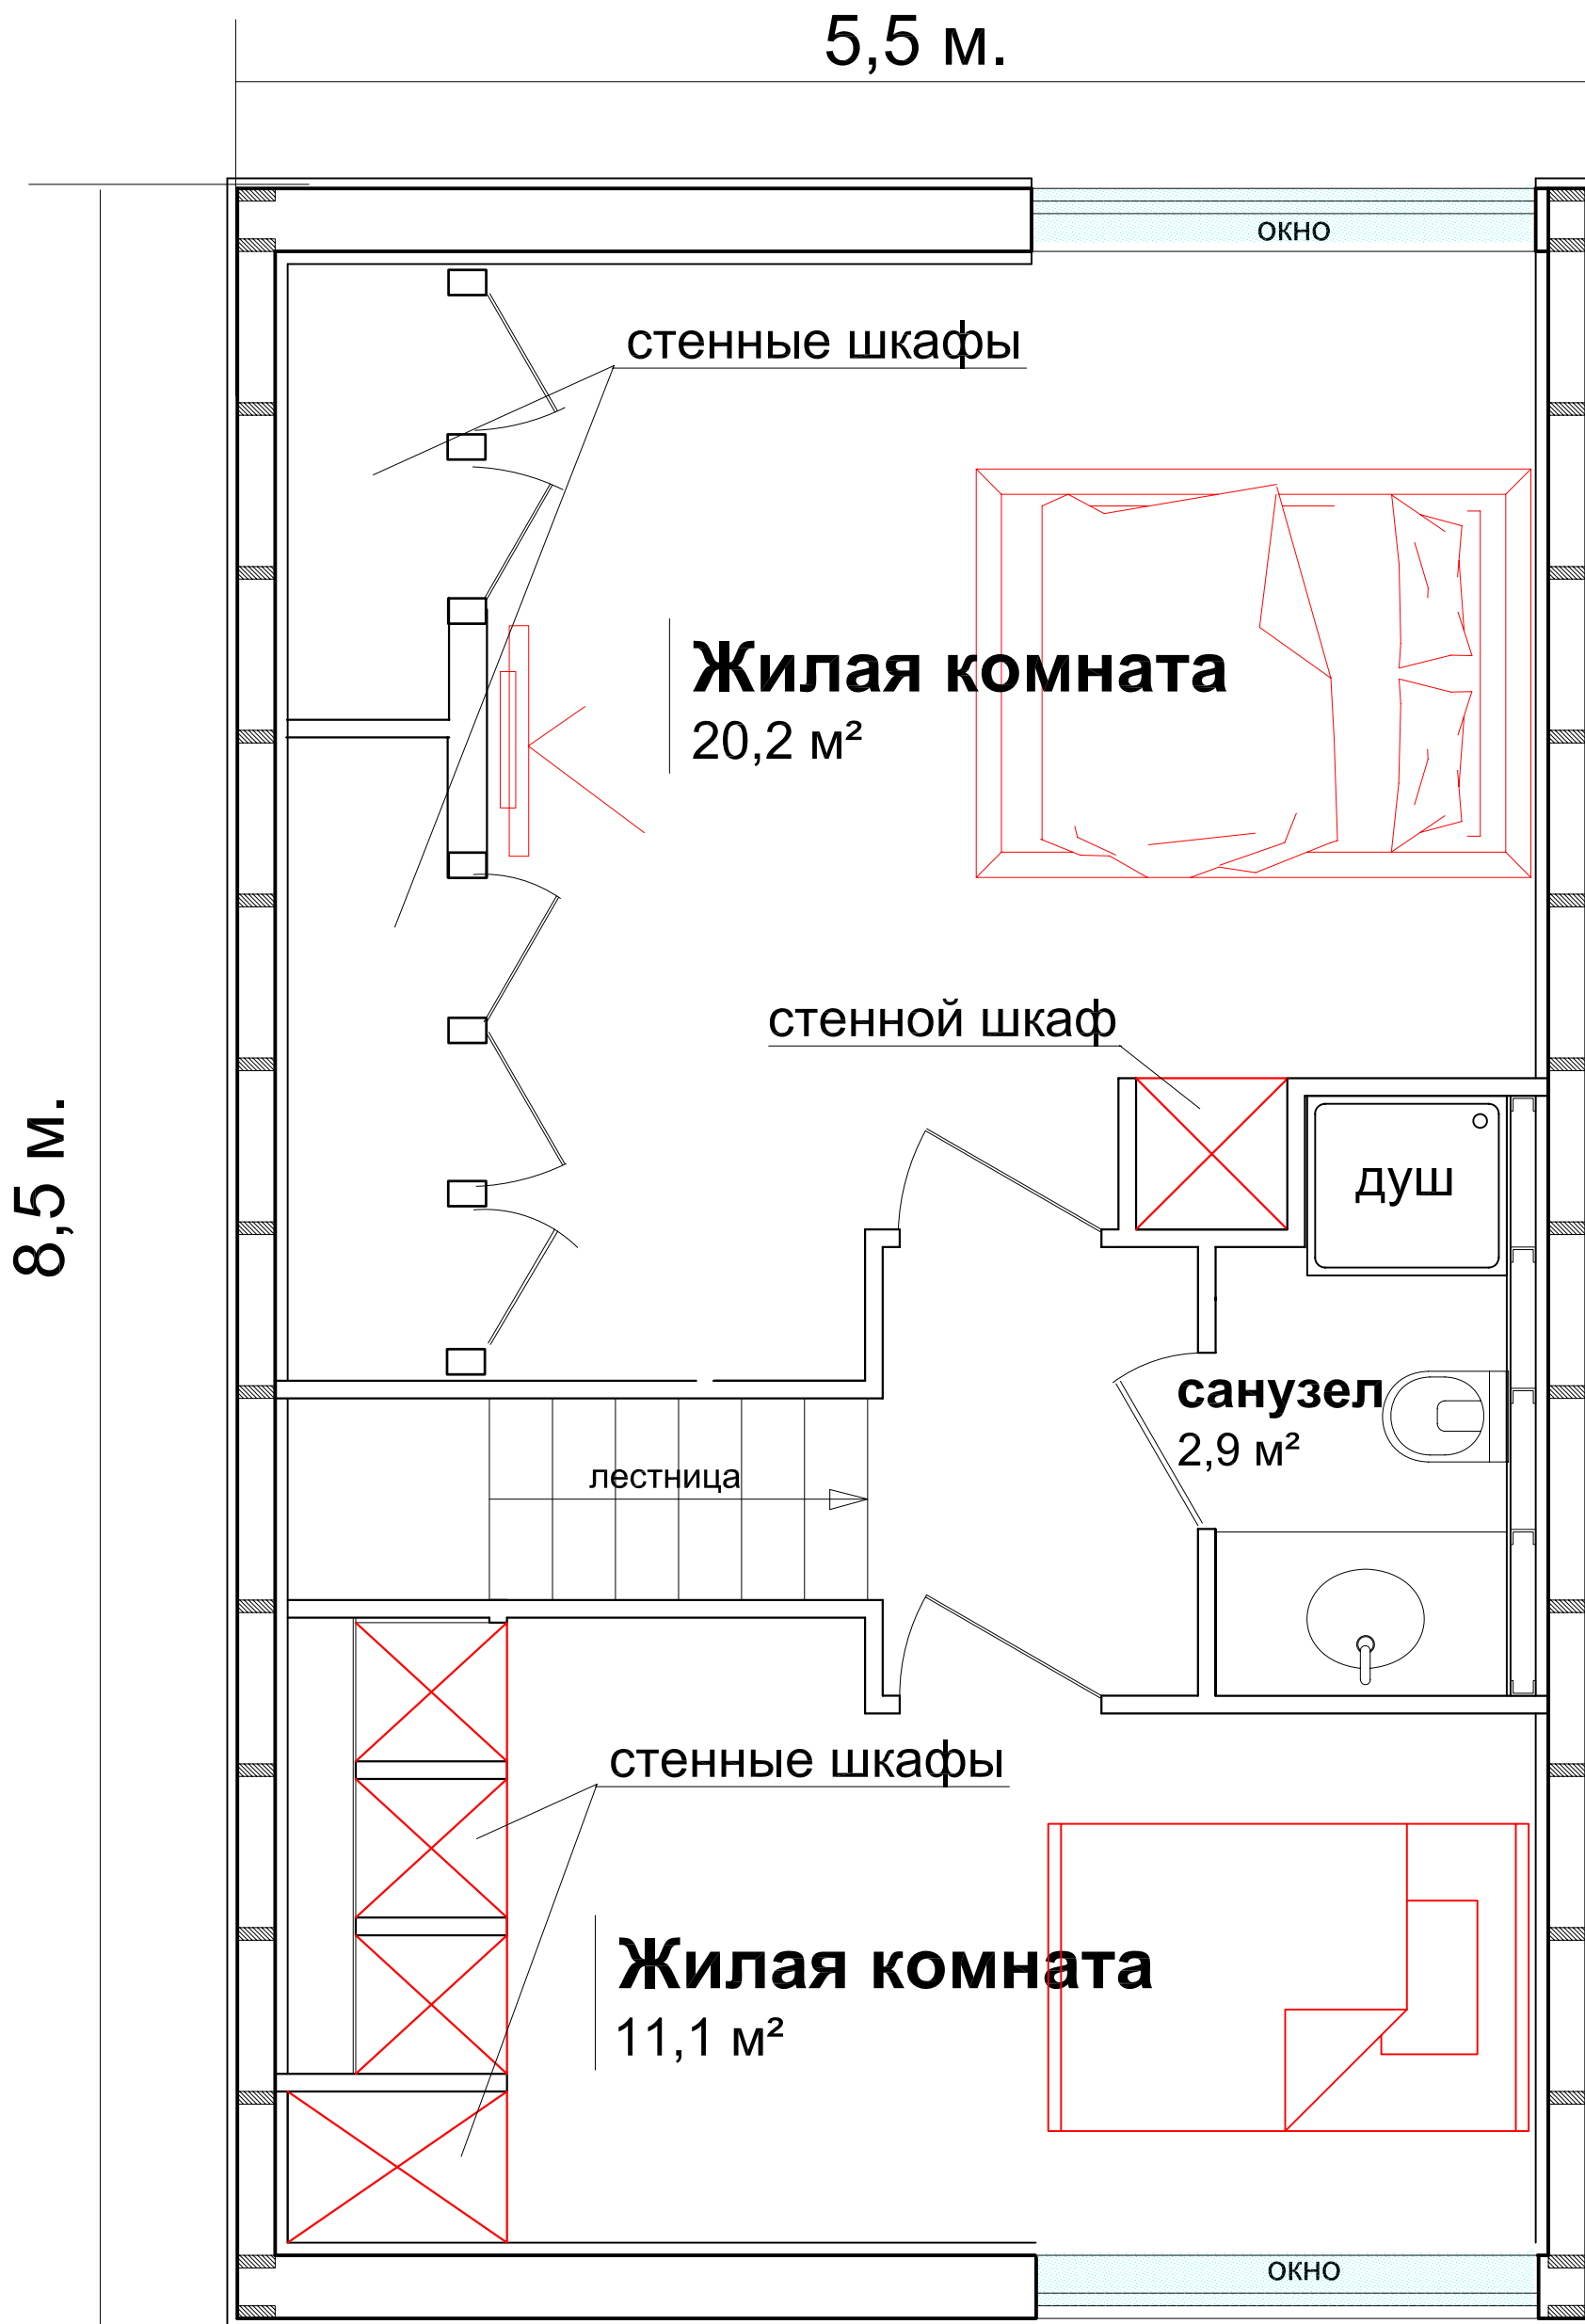 5,5 м.
окно
стенные шкафы
Жилая комната
20,2 м²
стенной шкаф
8,5 м.
душ
санузел
2,9 м²
лестница
стенные шкафы
Жилая комната
11,1 м²
окно